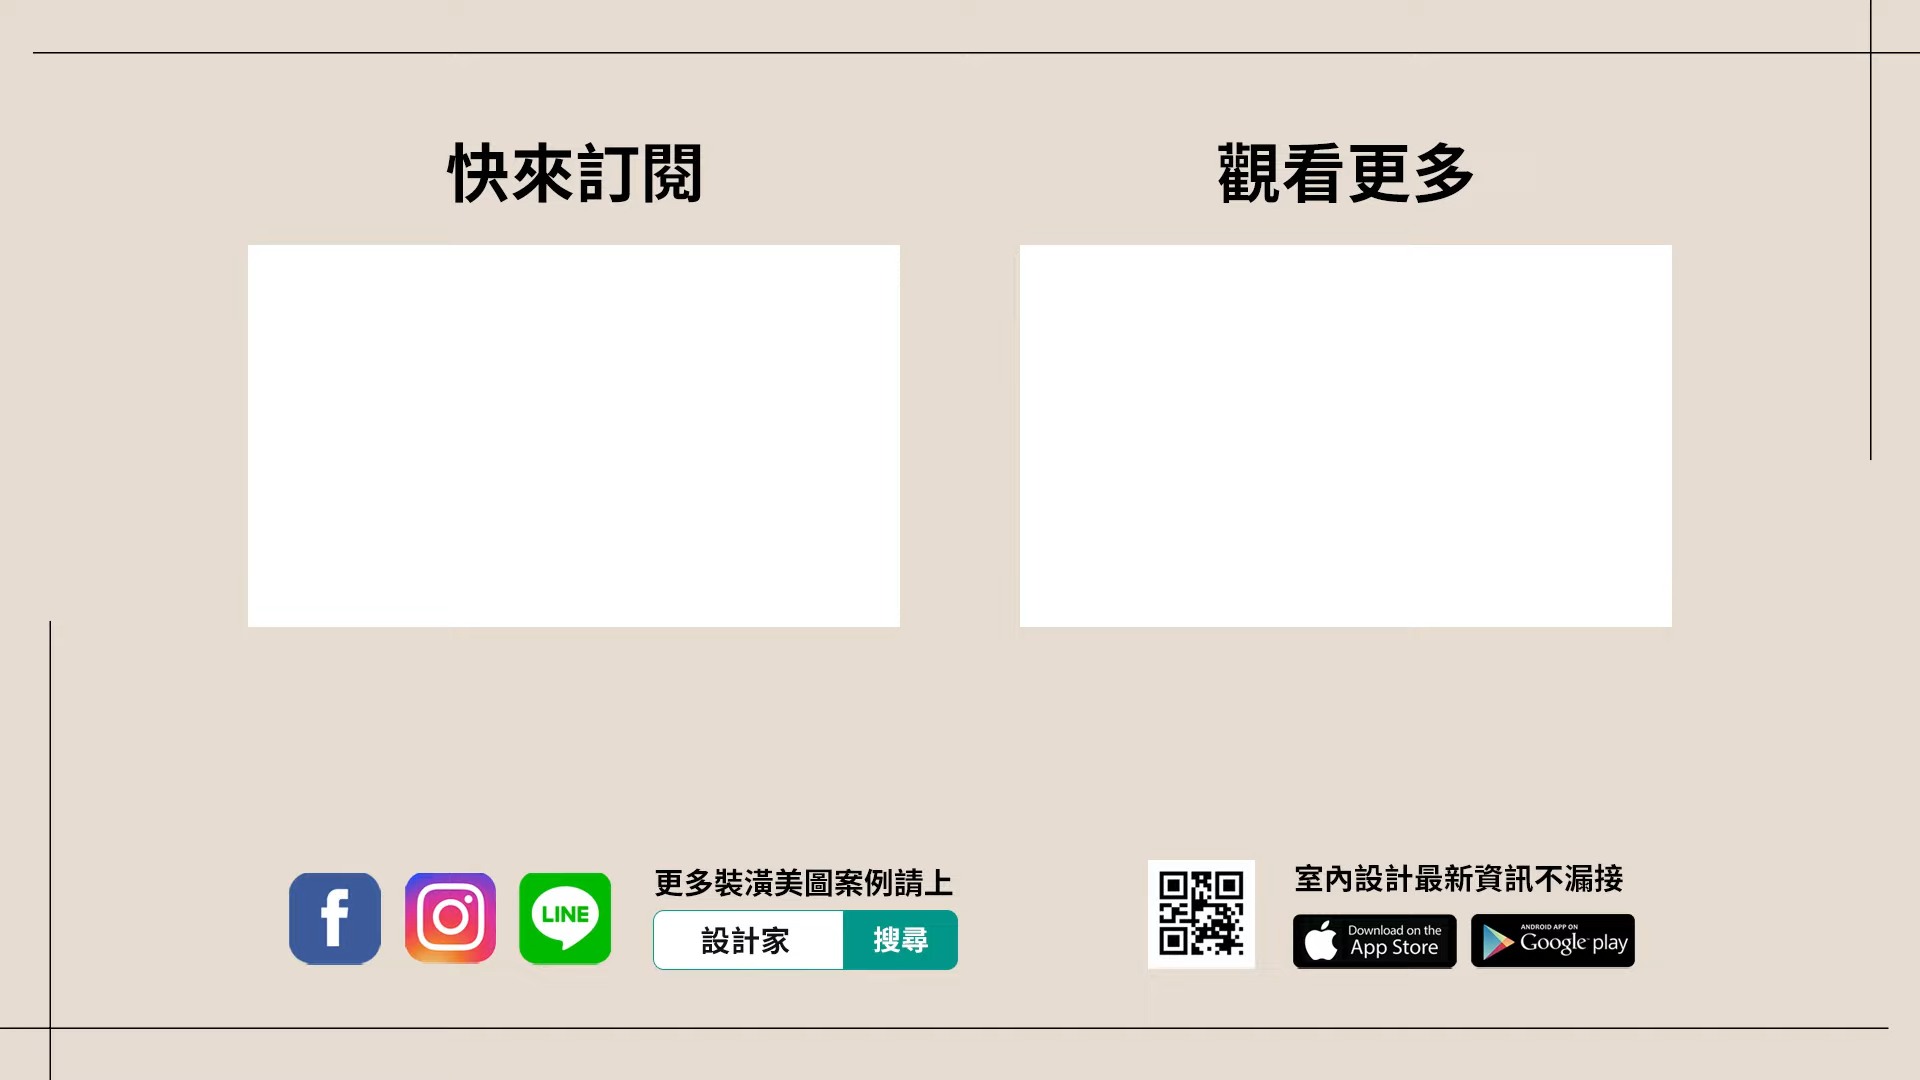 快來訂閱
觀看更多
更多裝潢美圖案例請上
設計家 搜尋
LINE
室內設計最新資訊不漏接
Download on the
App Store
ANDROID APP ON
Google play